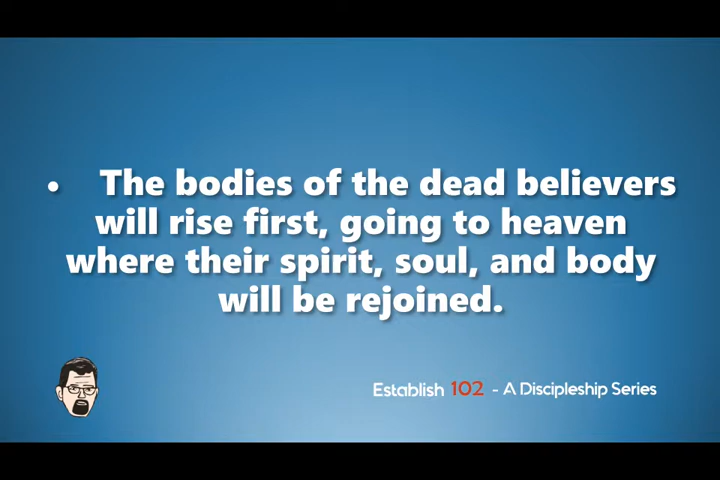 • The bodies of the dead believers
will rise first, going to heaven
where their spirit, soul, and body
will be rejoined.
Establish 102 - A Discipleship Series